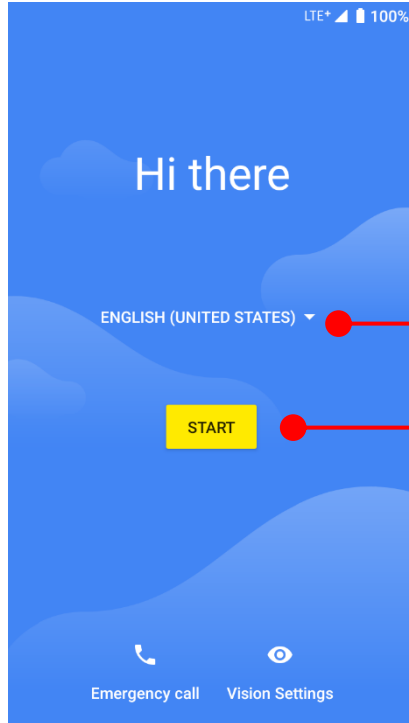 LTE+ 100%
Hi there
ENGLISH (UNITED STATES)
START
Emergency call Vision Settings